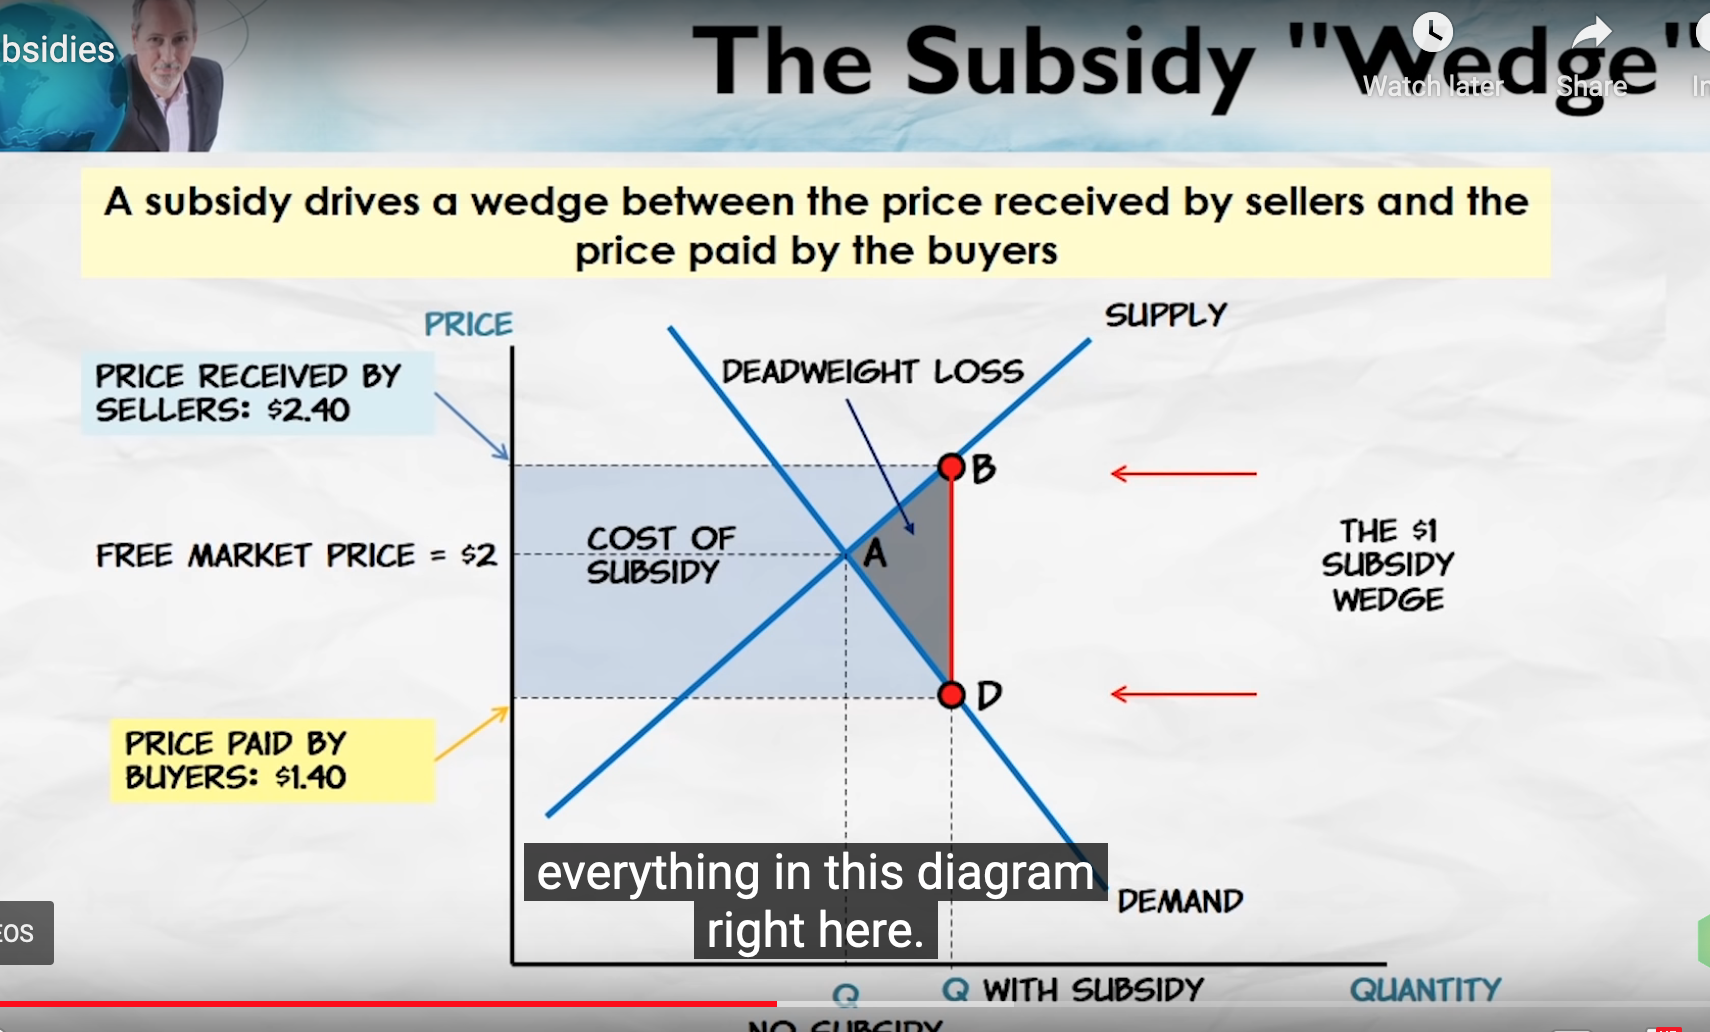 bsidies
The Subsidy "Wedge"
Watch later
Share
A subsidy drives a wedge between the price received by sellers and the
price paid by the buyers
PRICE
SUPPLY
PRICE RECEIVED BY
SELLERS: $2.40
DEADWEIGHT LOSS
B
FREE MARKET PRICE = $2
COST OF
SUBSIDY
A
THE $1
SUBSIDY
WEDGE
D
PRICE PAID BY
BUYERS: $1.40
everything in this diagram
right here.
DEMAND
EOS
Q
Q WITH SUBSIDY
QUANTITY
NO SUBSIDY